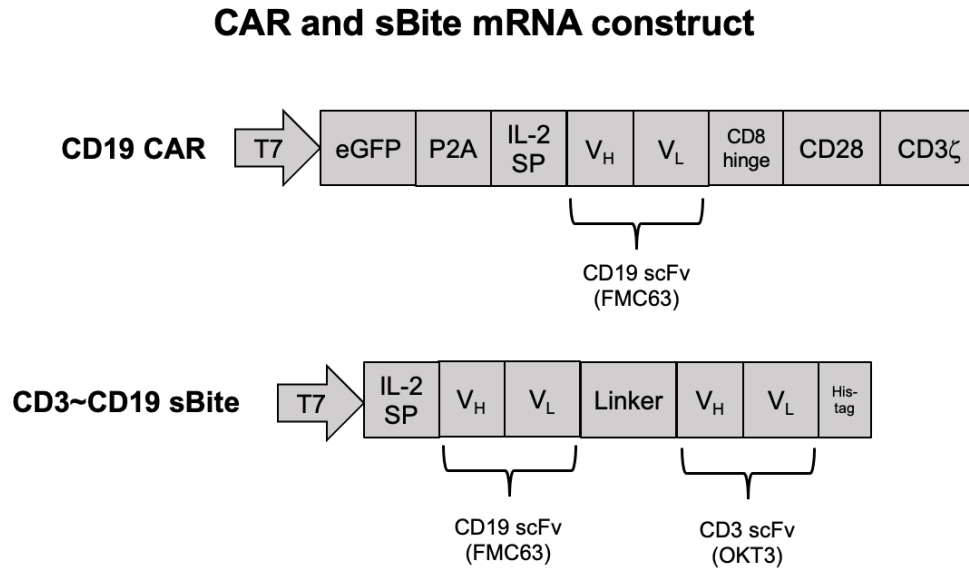 CAR and sBite mRNA construct
CD19 CAR
T7
eGFP
P2A
IL-2
SP
VH
VL
CD8
hinge
CD28
CD3ζ
CD19 scFv
(FMC63)
CD3~CD19 sBite
T7
IL-2
SP
VH
VL
Linker
VH
VL
His-
tag
CD19 scFv
(FMC63)
CD3 scFv
(OKT3)